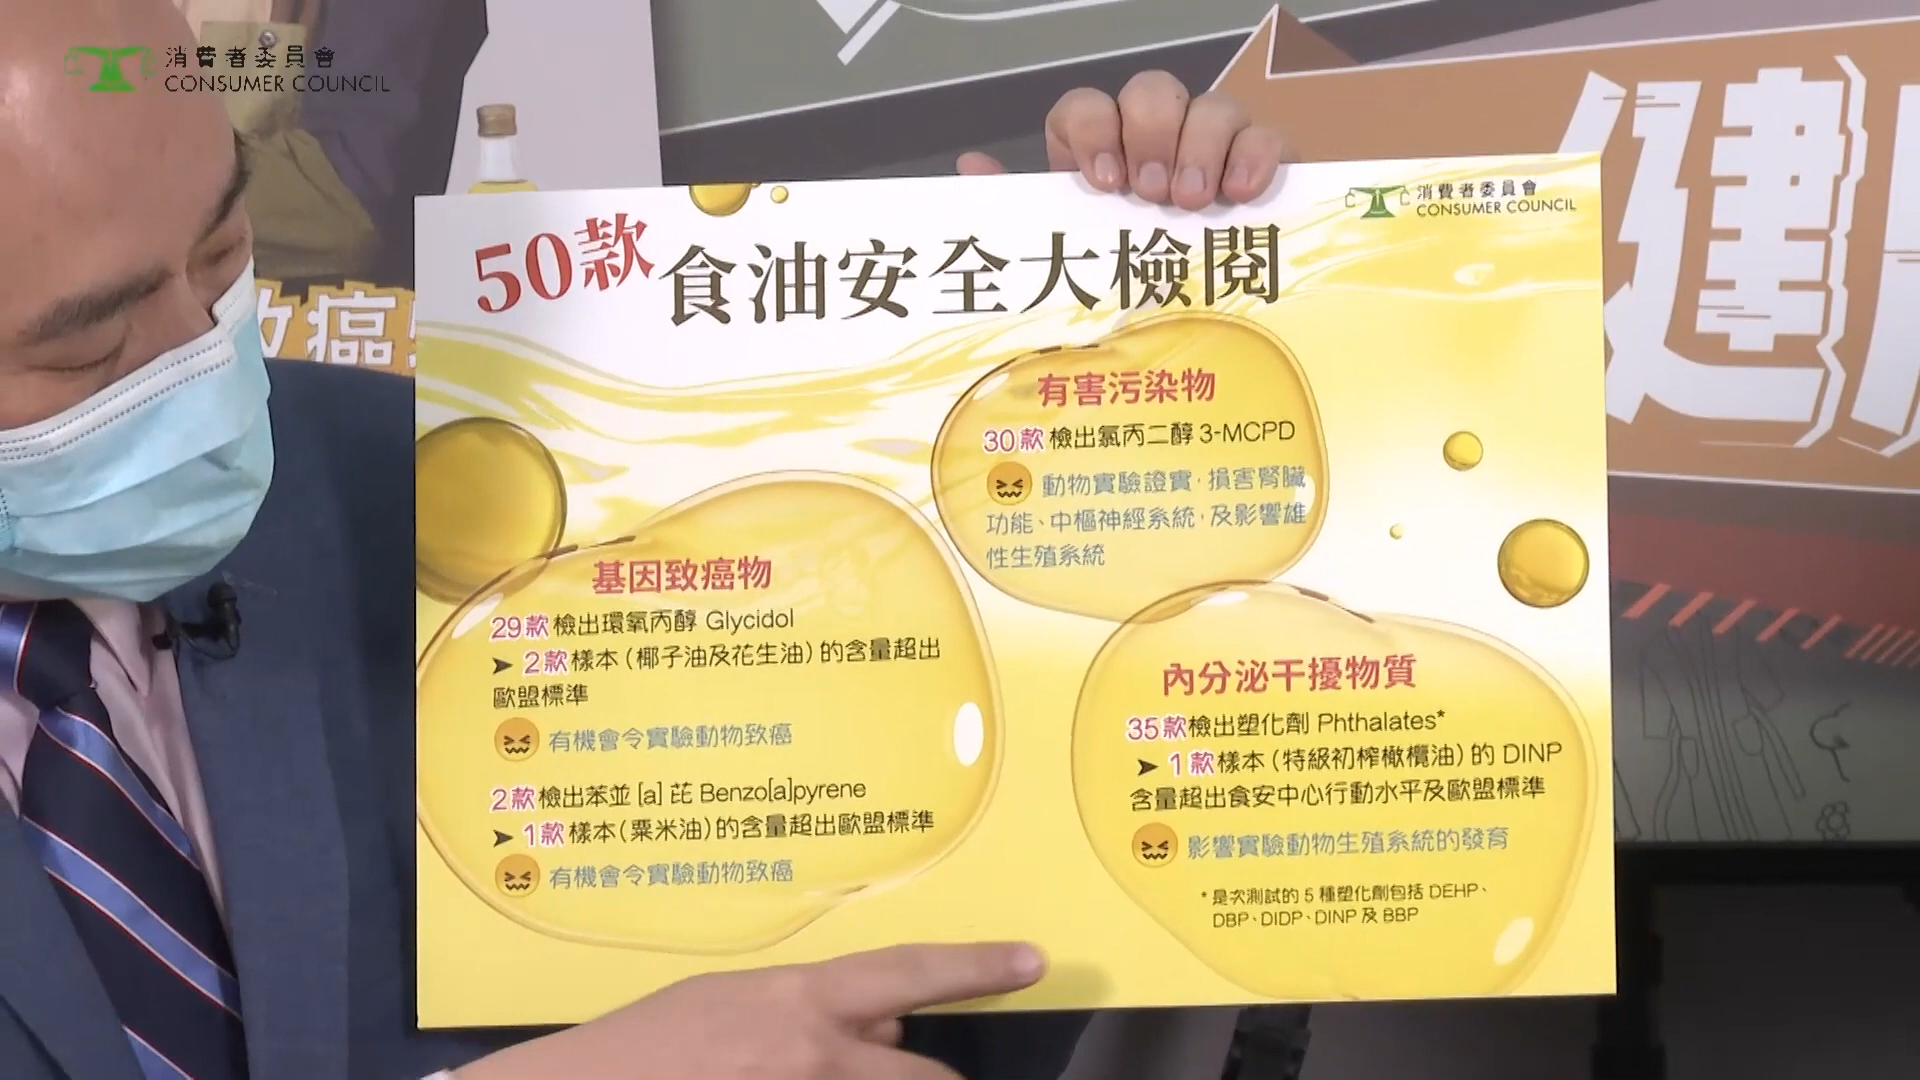 消費者委員會
CONSUMER COUNCIL
消費者委員會
CONSUMER COUNCIL
50款食油安全大檢閱
有害污染物
30款檢出氯丙二醇 3-MCPD
動物實驗證實,損害腎臟
功能、中樞神經系統,及影響雄
性生殖系統
基因致癌物
29款檢出環氧丙醇 Glycidol
➤ 2款樣本(椰子油及花生油)的含量超出
歐盟標準
有機會令實驗動物致癌
2款檢出苯並[a]芘 Benzo[a]pyrene
➤ 1款樣本(粟米油)的含量超出歐盟標準
有機會令實驗動物致癌
內分泌干擾物質
35款檢出塑化劑 Phthalates*
➤ 1款樣本(特級初榨橄欖油)的 DINP
含量超出食安中心行動水平及歐盟標準
影響實驗動物生殖系統的發育
* 是次測試的 5 種塑化劑包括 DEHP、
DBP、DIDP、DINP 及 BBP
癌
健